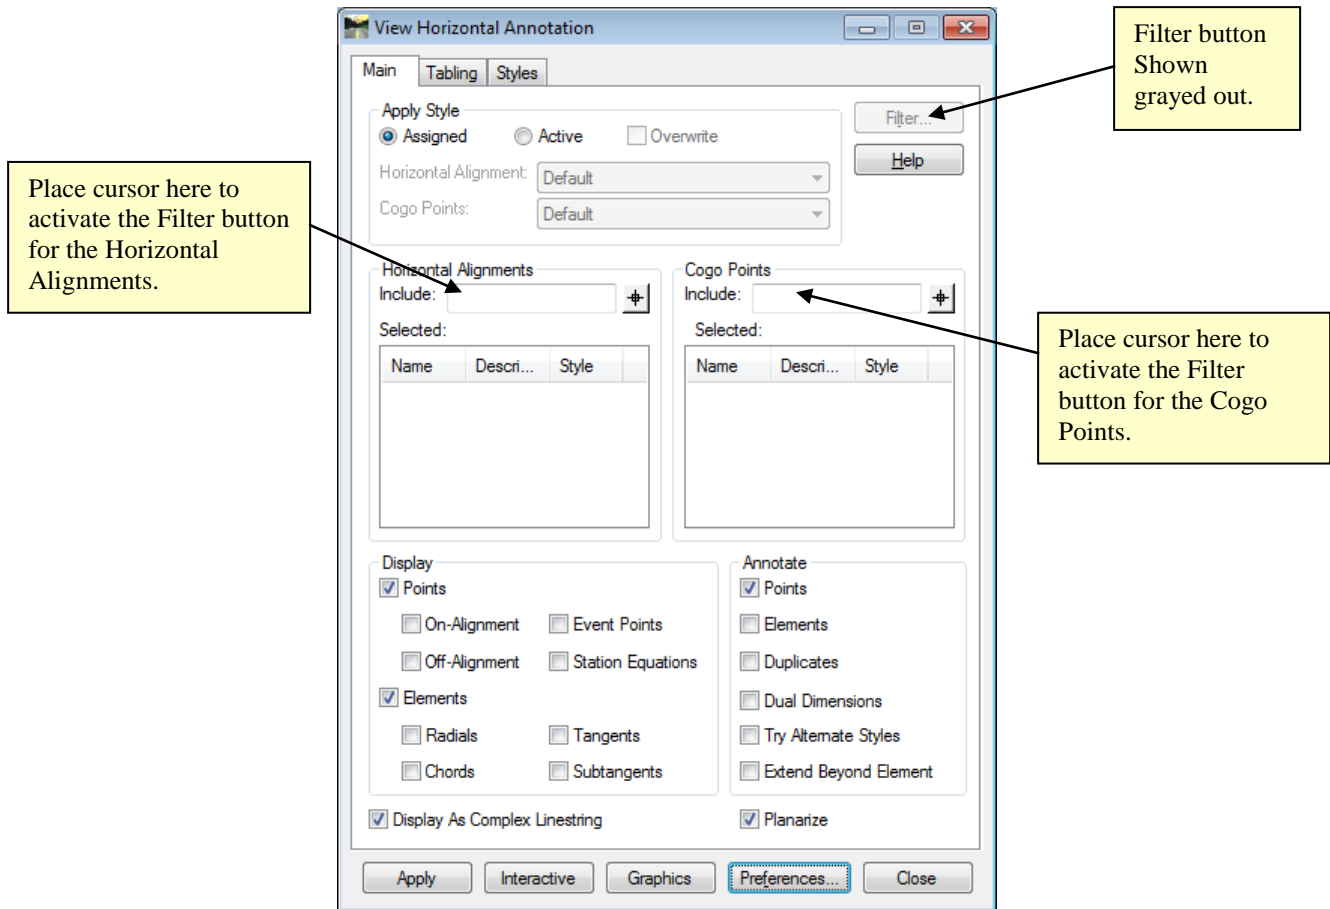 View Horizontal Annotation
Filter button
Shown
grayed out.
Main Tabling Styles
Apply Style
Assigned Active Overwrite
Filter...
Help
Horizontal Alignment: Default
Cogo Points: Default
Place cursor here to
activate the Filter button
for the Horizontal
Alignments.
Horizontal Alignments
Include:
Selected:
Name Descri... Style
Cogo Points
Include:
Selected:
Name Descri... Style
Place cursor here to
activate the Filter
button for the Cogo
Points.
Display
Points
On-Alignment Event Points
Off-Alignment Station Equations
Elements
Radials Tangents
Chords Subtangents
Annotate
Points
Elements
Duplicates
Dual Dimensions
Try Alternate Styles
Extend Beyond Element
Display As Complex Linestring Planarize
Apply Interactive Graphics Preferences... Close